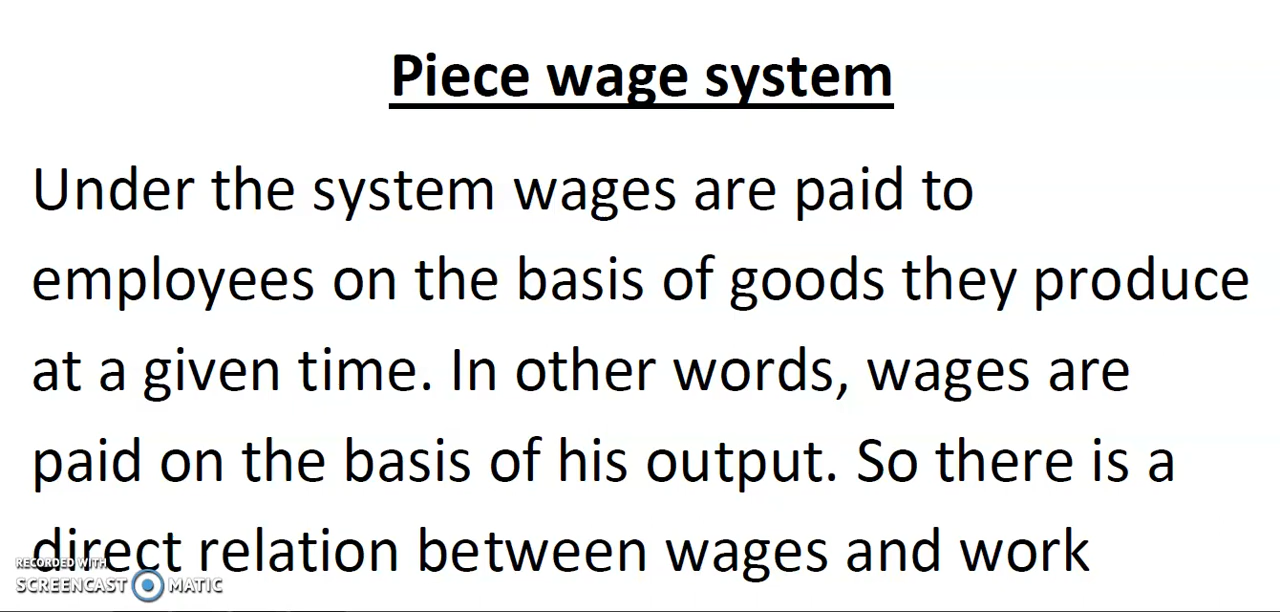 Piece wage system
Under the system wages are paid to
employees on the basis of goods they produce
at a given time. In other words, wages are
paid on the basis of his output. So there is a
direct relation between wages and work
RECORDED WITH
SCREENCAST MATIC